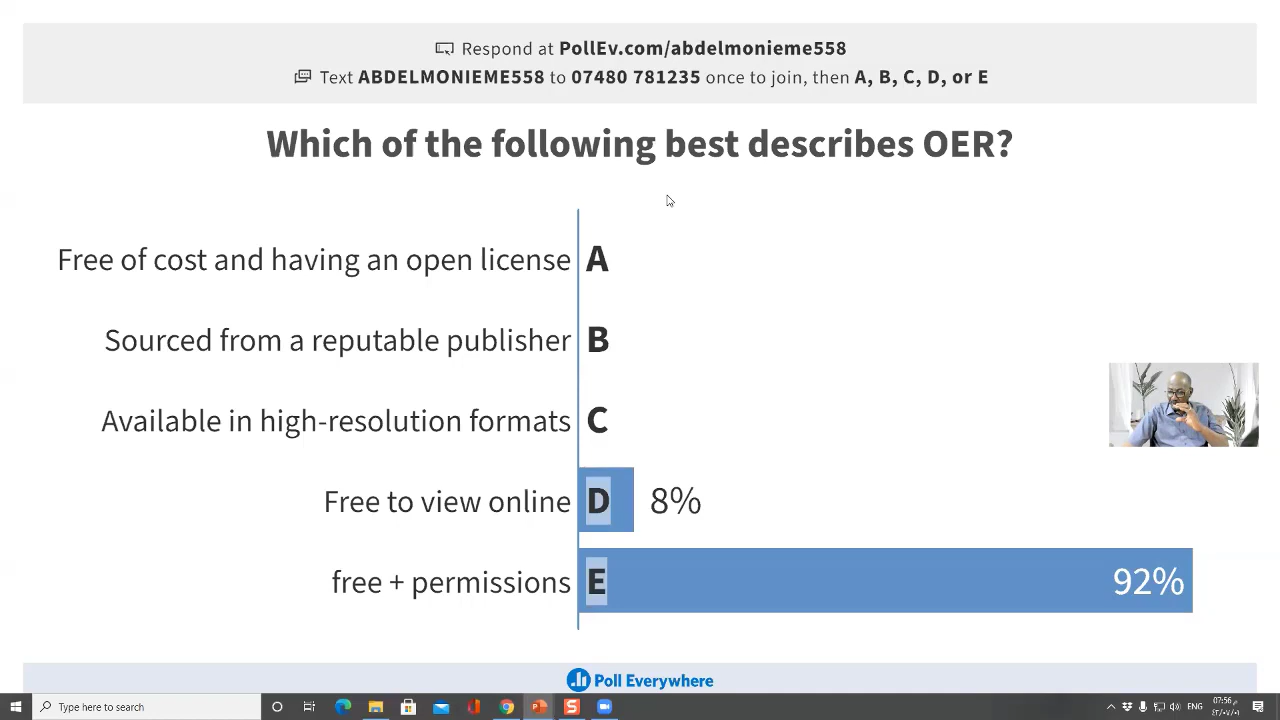 Respond at PollEv.com/abdelmonieme558
Text ABDELMONIEME558 to 07480 781235 once to join, then A, B, C, D, or E
Which of the following best describes OER?
Free of cost and having an open license A
Sourced from a reputable publisher B
Available in high-resolution formats C
Free to view online D 8%
free + permissions E 92%
Poll Everywhere
Type here to search
ENG